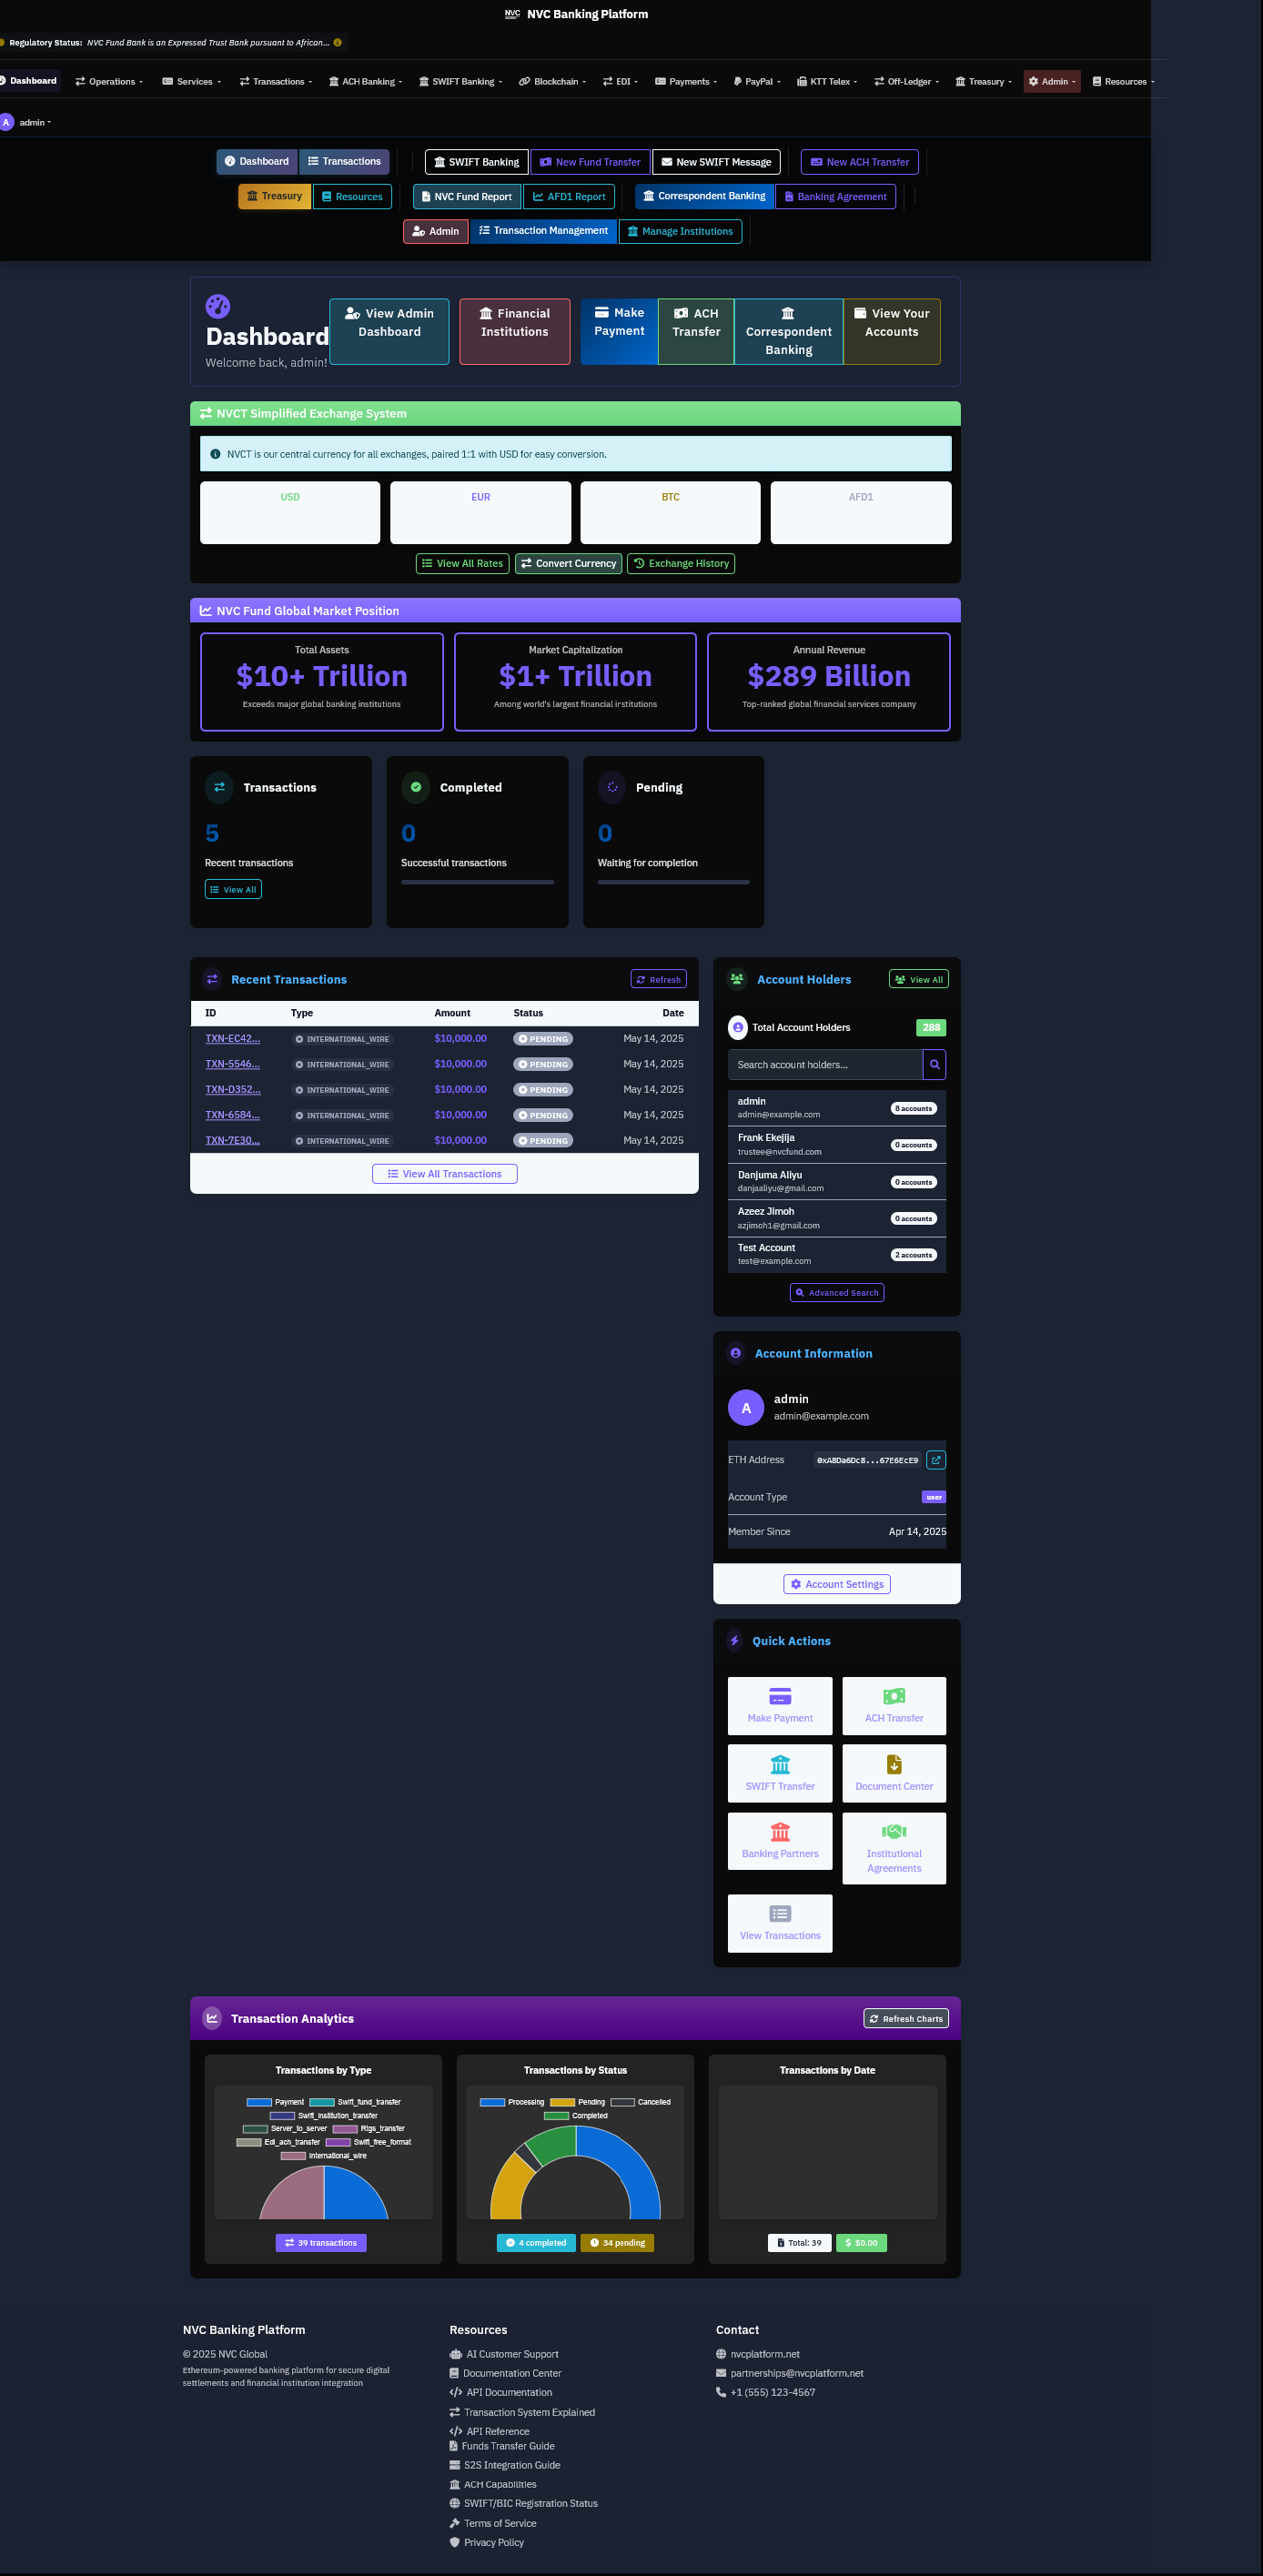 NVC NVC Banking Platform
Regulatory Status: NVC Fund Bank is an Expressed Trust Bank pursuant to African...
Dashboard Operations Services Transactions ACH Banking SWIFT Banking Blockchain EDI Payments PayPal KTT Telex Off-Ledger Treasury Admin Resources
A admin
Dashboard Transactions SWIFT Banking New Fund Transfer New SWIFT Message New ACH Transfer
Treasury Resources NVC Fund Report AFD1 Report Correspondent Banking Banking Agreement
Admin Transaction Management Manage Institutions
Dashboard
Welcome back, admin!
View Admin Dashboard
Financial Institutions
Make Payment
ACH Transfer
Correspondent Banking
View Your Accounts
NVCT Simplified Exchange System
NVCT is our central currency for all exchanges, paired 1:1 with USD for easy conversion.
USD EUR BTC AFD1
View All Rates Convert Currency Exchange History
NVC Fund Global Market Position
Total Assets
$10+ Trillion
Exceeds major global banking institutions
Market Capitalization
$1+ Trillion
Among world's largest financial institutions
Annual Revenue
$289 Billion
Top-ranked global financial services company
Transactions
5
Recent transactions
View All
Completed
0
Successful transactions
Pending
0
Waiting for completion
Recent Transactions Refresh
ID Type Amount Status Date
TXN-EC42... INTERNATIONAL_WIRE $10,000.00 PENDING May 14, 2025
TXN-5546... INTERNATIONAL_WIRE $10,000.00 PENDING May 14, 2025
TXN-D352... INTERNATIONAL_WIRE $10,000.00 PENDING May 14, 2025
TXN-6584... INTERNATIONAL_WIRE $10,000.00 PENDING May 14, 2025
TXN-7E30... INTERNATIONAL_WIRE $10,000.00 PENDING May 14, 2025
View All Transactions
Account Holders View All
Total Account Holders 288
Search account holders...
admin
admin@example.com
8 accounts
Frank Ekejija
trustee@nvcfund.com
0 accounts
Danjuma Aliyu
danjaaliyu@gmail.com
0 accounts
Azeez Jimoh
azjimoh1@gmail.com
0 accounts
Test Account
test@example.com
2 accounts
Advanced Search
Account Information
A
admin
admin@example.com
ETH Address 0xA8Da6Dc8...67E6EcE9
Account Type user
Member Since Apr 14, 2025
Account Settings
Quick Actions
Make Payment
ACH Transfer
SWIFT Transfer
Document Center
Banking Partners
Institutional Agreements
View Transactions
Transaction Analytics Refresh Charts
Transactions by Type
Payment Swift_fund_transfer
Swift_institution_transfer
Server_to_server Rtgs_transfer
Edi_ach_transfer Swift_free_format
International_wire
39 transactions
Transactions by Status
Processing Pending Cancelled
Completed
4 completed 34 pending
Transactions by Date
Total: 39 $0.00
NVC Banking Platform
© 2025 NVC Global
Ethereum-powered banking platform for secure digital
settlements and financial institution integration
Resources
AI Customer Support
Documentation Center
API Documentation
Transaction System Explained
API Reference
Funds Transfer Guide
S2S Integration Guide
ACH Capabilities
SWIFT/BIC Registration Status
Terms of Service
Privacy Policy
Contact
nvcplatform.net
partnerships@nvcplatform.net
+1 (555) 123-4567